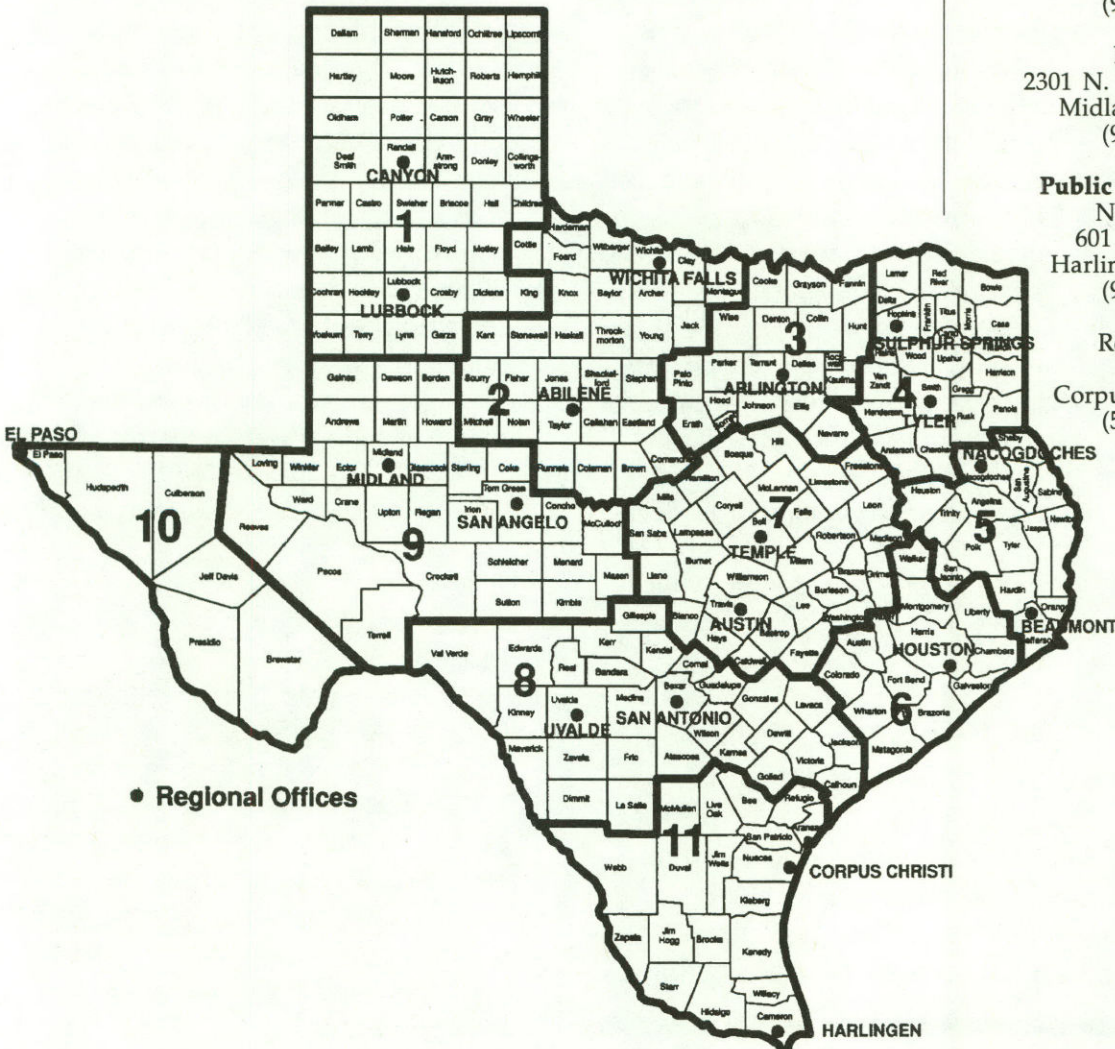 Dallam Sherman Hansford Ochiltree Lipscomb
Hartley Moore Hutch-
inson Roberts Hemphill
Oldham Potter Carson Gray Wheeler
Deaf
Smith Randall Arm-
strong Donley Collings-
worth
CANYON
Parmer Castro Swisher Briscoe Hall Childress
1
Bailey Lamb Hale Floyd Motley Cottle
Hardeman
Foard Wilbarger Wichita Clay
WICHITA FALLS
Montague Cooke Grayson Fannin
Lamar Red
River Bowie
Cochran Hockley Lubbock Crosby Dickens King
LUBBOCK
Knox Baylor Archer Jack
Wise Denton Collin Hunt
3
Delta Hopkins Franklin Titus Camp Morris Cass
SULPHUR SPRINGS
Yoakum Terry Lynn Garza Kent Stonewall Haskell Throck-
morton Young
Palo
Pinto Parker Tarrant Dallas Rock-
wall Kaufman
ARLINGTON
Wood Upshur Harrison
Van
Zandt Smith Gregg Panola
4
TYLER
Henderson Rusk
Gaines Dawson Borden Scurry Fisher Jones Shackel-
ford Stephens
2
ABILENE
Hood Johnson Ellis
Erath Navarro
Andrews Martin Howard Mitchell Nolan Taylor Callahan Eastland
Hill
Anderson Cherokee Shelby
NACOGDOCHES
Nacogdoches San
Augustine Sabine
EL PASO
El Paso
Hudspeth Culberson
10
Loving Winkler Ector Midland Glasscock Sterling Coke Runnels Coleman Brown Comanche
MIDLAND
Tom Green
Hamilton Bosque McLennan Limestone Freestone
Ward Crane Upton Regan Irion Concho
SAN ANGELO
McCulloch
9
Mills Coryell Bell Falls Leon Houston Angelina
7
TEMPLE
Trinity Polk Tyler Jasper Newton
5
Reeves Jeff Davis Pecos Crockett Schleicher Menard Mason
San Saba Lampasas Burnet Llano Milam Robertson Madison Walker San
Jacinto Hardin
Brazos Grimes
Presidio Brewster Terrell Sutton Kimble
Williamson Burleson Washington Montgomery Liberty Orange
Jefferson
BEAUMONT
Val Verde Edwards Kerr Gillespie Blanco Travis Lee
AUSTIN
Hays Bastrop Fayette
Austin Harris Chambers
HOUSTON
8
Real Bandera Kendall Comal Caldwell
Colorado Fort Bend Galveston
Kinney Uvalde Medina Bexar Guadalupe Gonzales Lavaca
UVALDE
SAN ANTONIO
Wharton Brazoria
6
Wilson Dewitt Jackson Matagorda
Maverick Zavala Frio Atascosa Karnes Victoria
Goliad Calhoun
Dimmit La Salle McMullen Live
Oak Bee Refugio
Aransas
San Patricio
11
Webb Duval Jim
Wells Nueces
CORPUS CHRISTI
Kleberg
Zapata Jim
Hogg Brooks Kenedy
Starr Hidalgo Willacy
Cameron
HARLINGEN
• Regional Offices
2301 N.
Midla
(9
Public
N
601
Harlin
(9
R
Corpu
(5